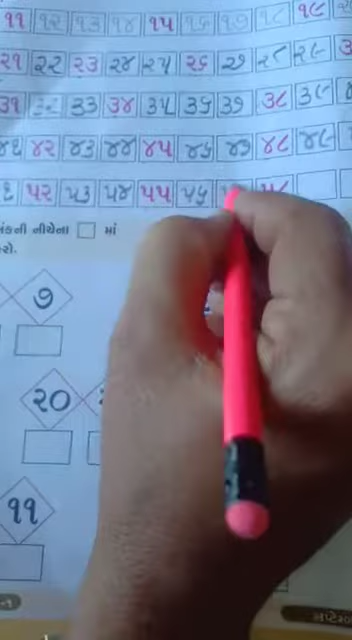 ૧૧ ૧૨ ૧૩ ૧૪ ૧૫ ૧૬ ૧૭ ૧૮ ૧૯
૨૧ ૨૨ ૨૩ ૨૪ ૨૫ ૨૬ ૨૭ ૨૮ ૨૯
૩૧ ૩૨ ૩૩ ૩૪ ૩૫ ૩૬ ૩૭ ૩૮ ૩૯
૪૨ ૪૩ ૪૪ ૪૫ ૪૬ ૪૭ ૪૮ ૪૯
૫૨ ૫૩ ૫૪ ૫૫ ૫૬ ૫૮
નીચેના □ માં
કરો.
૭
૨૦
૧૧